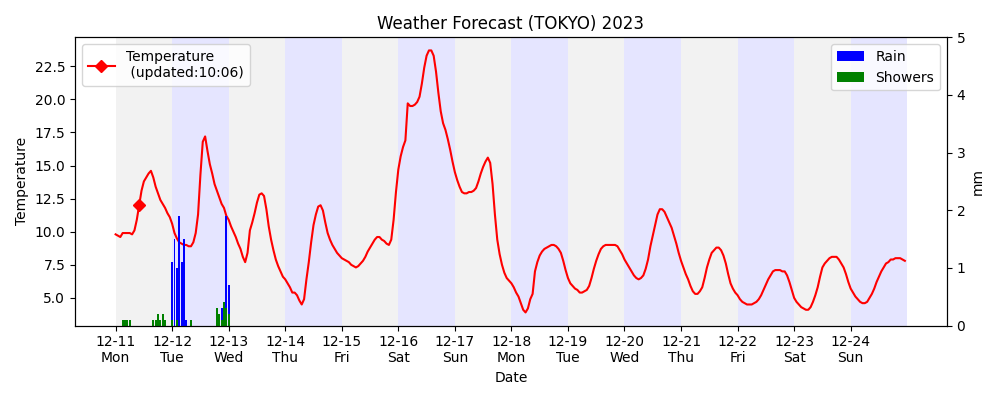 Weather Forecast (TOKYO) 2023
Temperature
(updated:10:06)
Rain
Showers
22.5
20.0
17.5
15.0
12.5
10.0
7.5
5.0
Temperature
5
4
3
2
1
0
mm
12-11 12-12 12-13 12-14 12-15 12-16 12-17 12-18 12-19 12-20 12-21 12-22 12-23 12-24
Mon Tue Wed Thu Fri Sat Sun Mon Tue Wed Thu Fri Sat Sun
Date